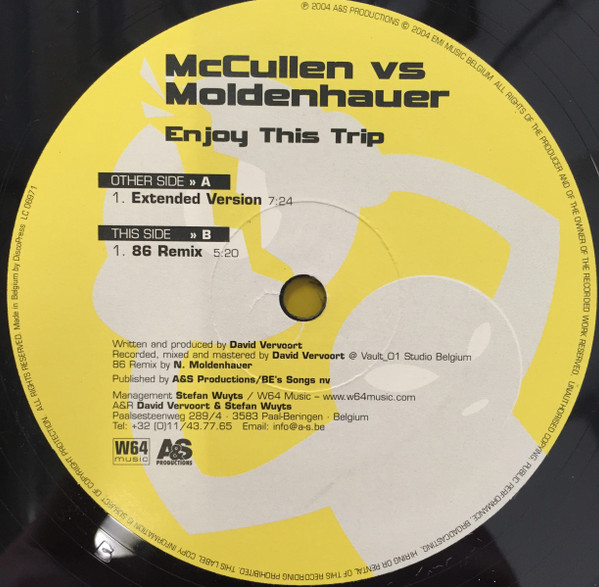 McCullen vs
Moldenhauer
Enjoy This Trip
OTHER SIDE » A
1. Extended Version 7:24
THIS SIDE » B
1. 86 Remix 5:20
Written and produced by David Vervoort
Recorded, mixed and mastered by David Vervoort @ Vault_01 Studio Belgium
86 Remix by N. Moldenhauer
Published by A&S Productions/BE's Songs nv
Management Stefan Wuyts / W64 Music – www.w64music.com
A&R David Vervoort & Stefan Wuyts
Paalsesteenweg 289/4 · 3583 Paal-Beringen · Belgium
Tel: +32 (0)11/43.77.65 Email: info@a-s.be
W64
music
A&S
PRODUCTIONS
℗ 2004 A&S PRODUCTIONS © 2004 EMI MUSIC BELGIUM. ALL RIGHTS OF THE PRODUCER AND OF THE OWNER OF THE RECORDED WORK RESERVED. UNAUTHORISED COPYING, PUBLIC PERFORMANCE, BROADCASTING, HIRING OR RENTAL OF THIS RECORDING PROHIBITED. THIS LABEL COPY INFORMATION IS SUBJECT OF COPYRIGHT PROTECTION. ALL RIGHTS RESERVED. Made in Belgium by DiscoPress LC 06871